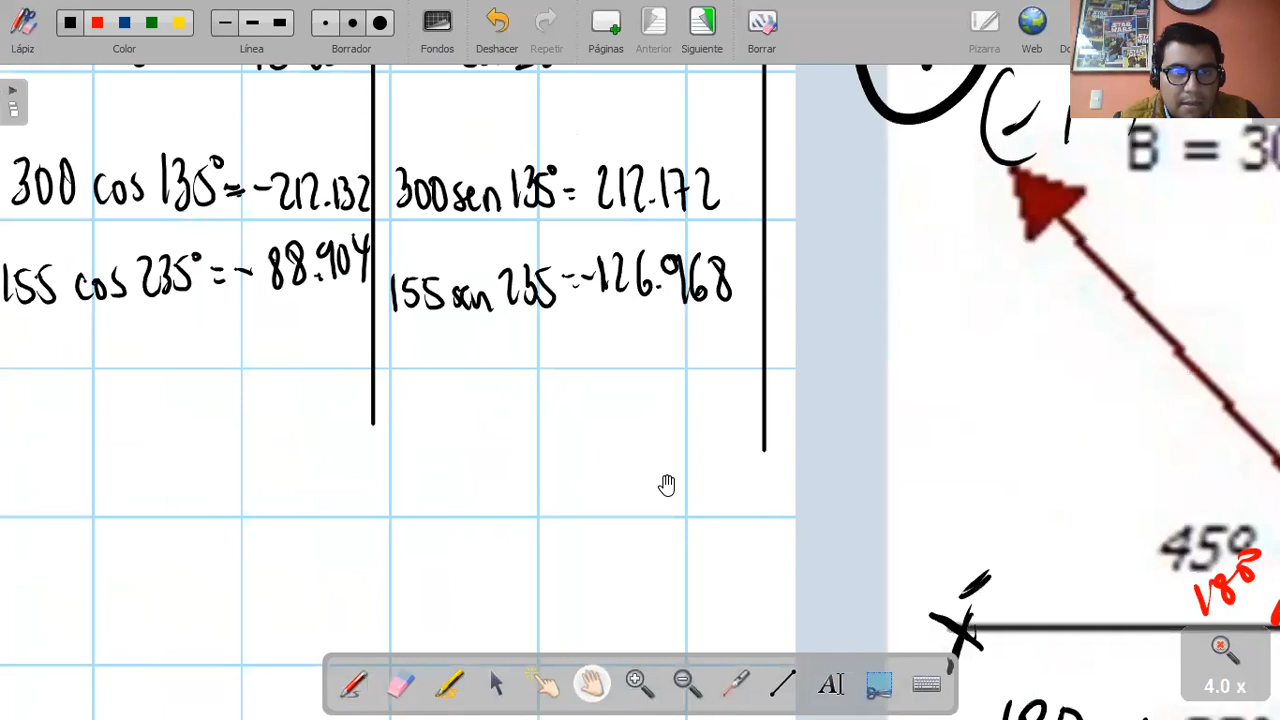 Lápiz
Color
Línea
Borrador
Fondos
Deshacer
Repetir
Páginas
Anterior
Siguiente
Borrar
Pizarra
Web
300 cos 135° = -212.132
300 sen 135° = 212.172
155 cos 235° = - 88.904
155 sen 235 = -126.968
B = 30
45º
180
X
4.0 x